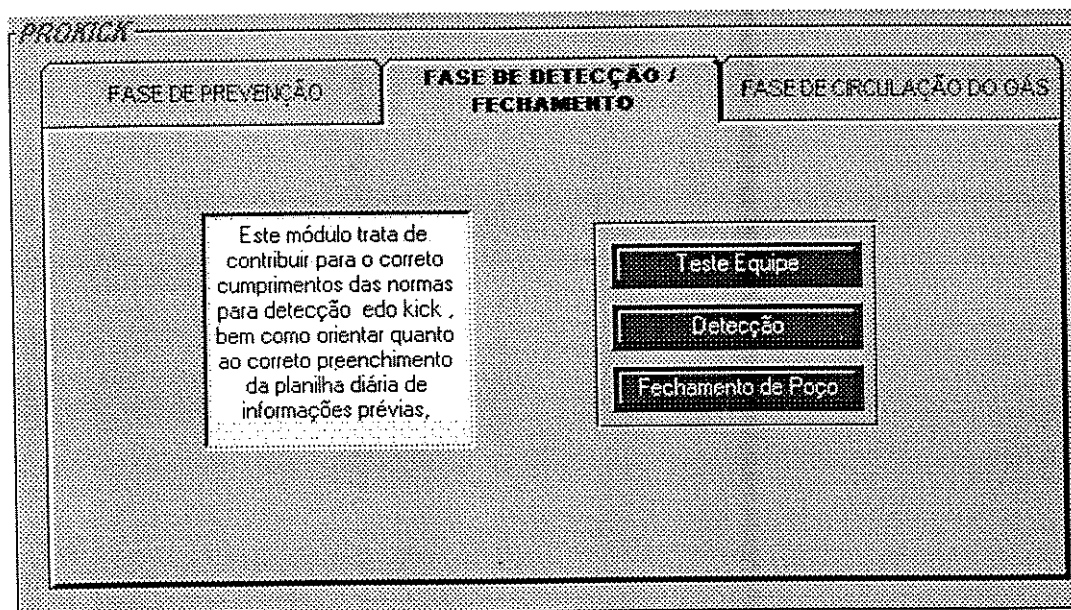 PROKICK
FASE DE PREVENÇÃO
FASE DE DETECÇÃO /
FECHAMENTO
FASE DE CIRCULAÇÃO DO GÁS
Este módulo trata de
contribuir para o correto
cumprimentos das normas
para detecção edo kick ,
bem como orientar quanto
ao correto preenchimento
da planilha diária de
informações prévias,
Teste Equipe
Detecção
Fechamento de Poço